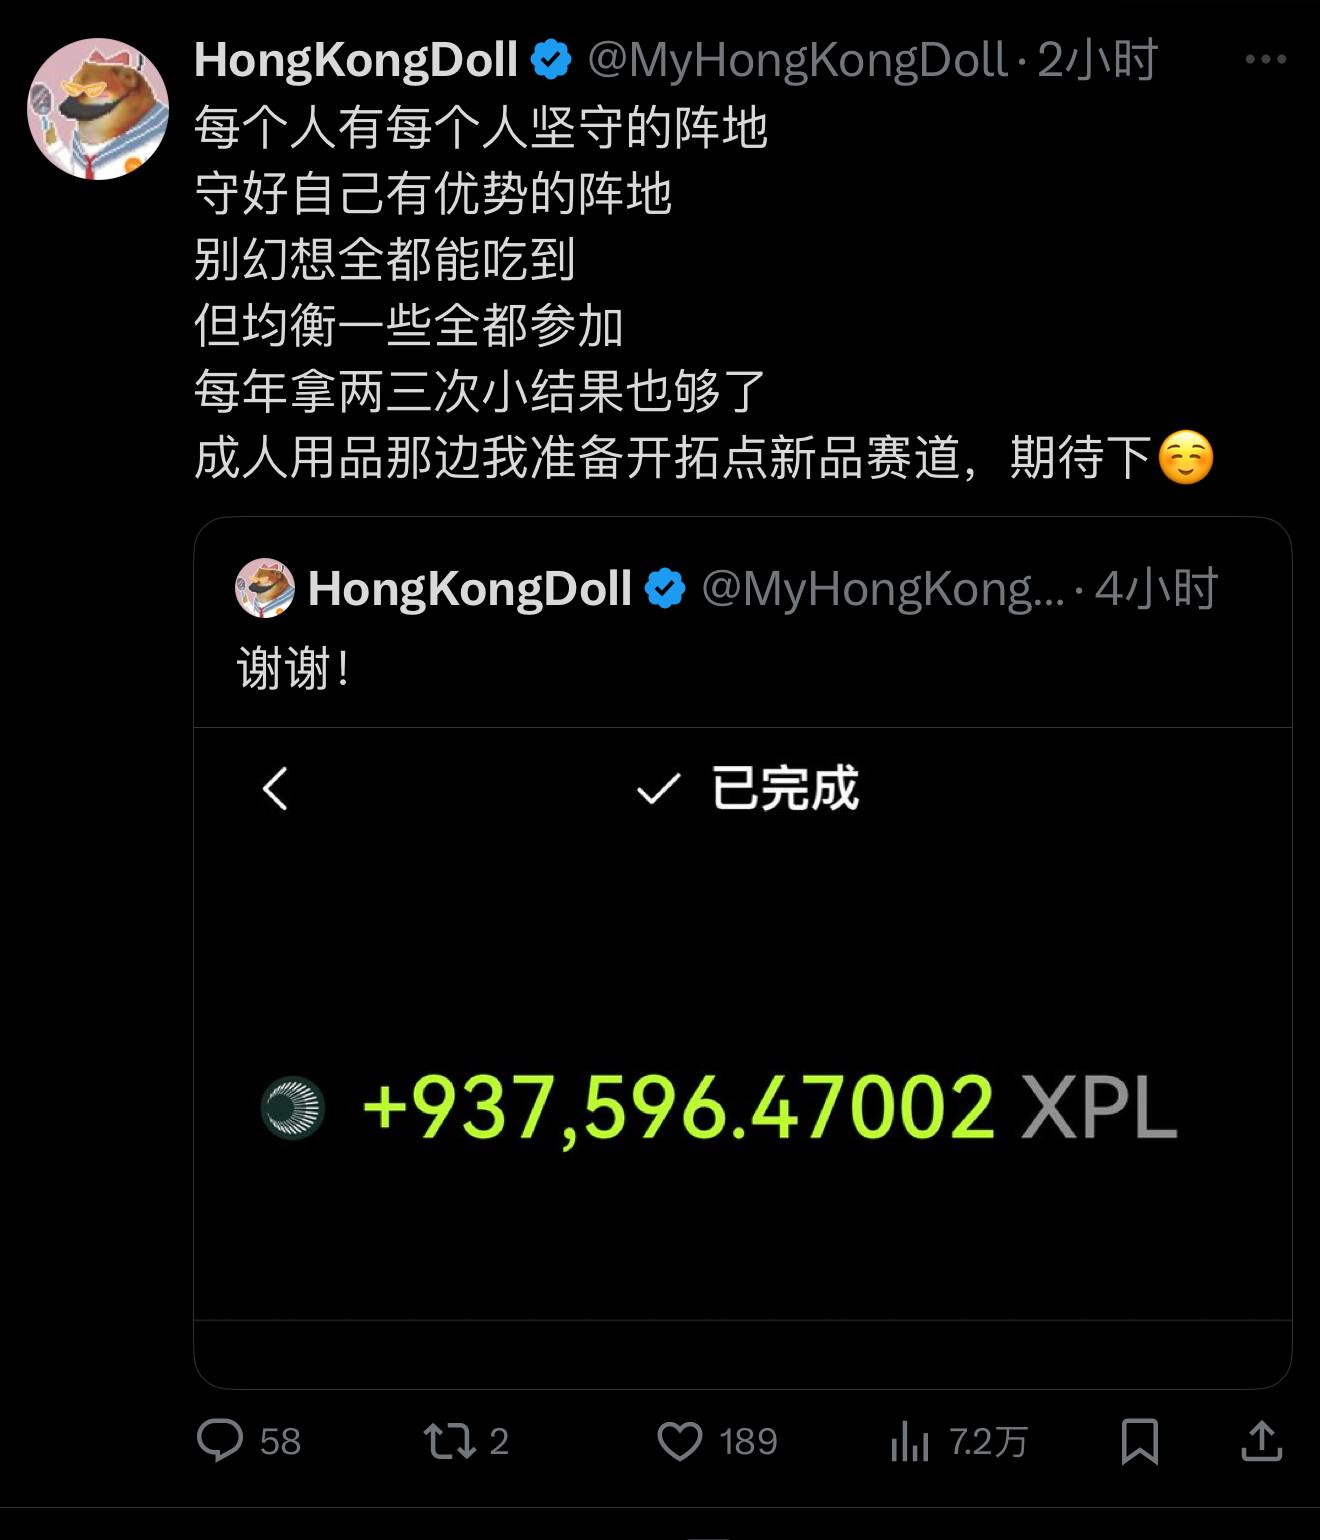 HongKongDoll @MyHongKongDoll · 2小时
每个人有每个人坚守的阵地
守好自己有优势的阵地
别幻想全都能吃到
但均衡一些全都参加
每年拿两三次小结果也够了
成人用品那边我准备开拓点新品赛道，期待下☺️
HongKongDoll @MyHongKong... · 4小时
谢谢！
已完成
+937,596.47002 XPL
58 2 189 7.2万